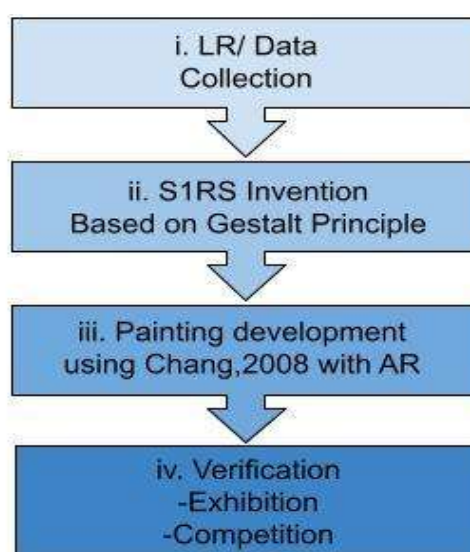 i. LR/ Data
Collection
ii. S1RS Invention
Based on Gestalt Principle
iii. Painting development
using Chang,2008 with AR
iv. Verification
-Exhibition
-Competition